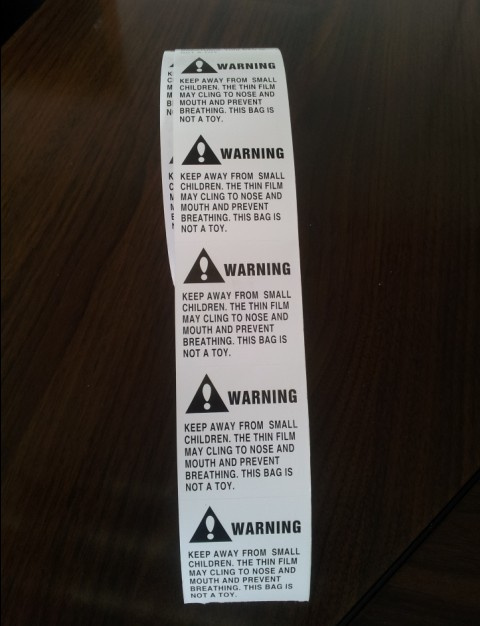 WARNING
KEEP AWAY FROM SMALL
CHILDREN. THE THIN FILM
MAY CLING TO NOSE AND
MOUTH AND PREVENT
BREATHING. THIS BAG IS
NOT A TOY.
WARNING
KEEP AWAY FROM SMALL
CHILDREN. THE THIN FILM
MAY CLING TO NOSE AND
MOUTH AND PREVENT
BREATHING. THIS BAG IS
NOT A TOY.
WARNING
KEEP AWAY FROM SMALL
CHILDREN. THE THIN FILM
MAY CLING TO NOSE AND
MOUTH AND PREVENT
BREATHING. THIS BAG IS
NOT A TOY.
WARNING
KEEP AWAY FROM SMALL
CHILDREN. THE THIN FILM
MAY CLING TO NOSE AND
MOUTH AND PREVENT
BREATHING. THIS BAG IS
NOT A TOY.
WARNING
KEEP AWAY FROM SMALL
CHILDREN. THE THIN FILM
MAY CLING TO NOSE AND
MOUTH AND PREVENT
BREATHING. THIS BAG IS
NOT A TOY.